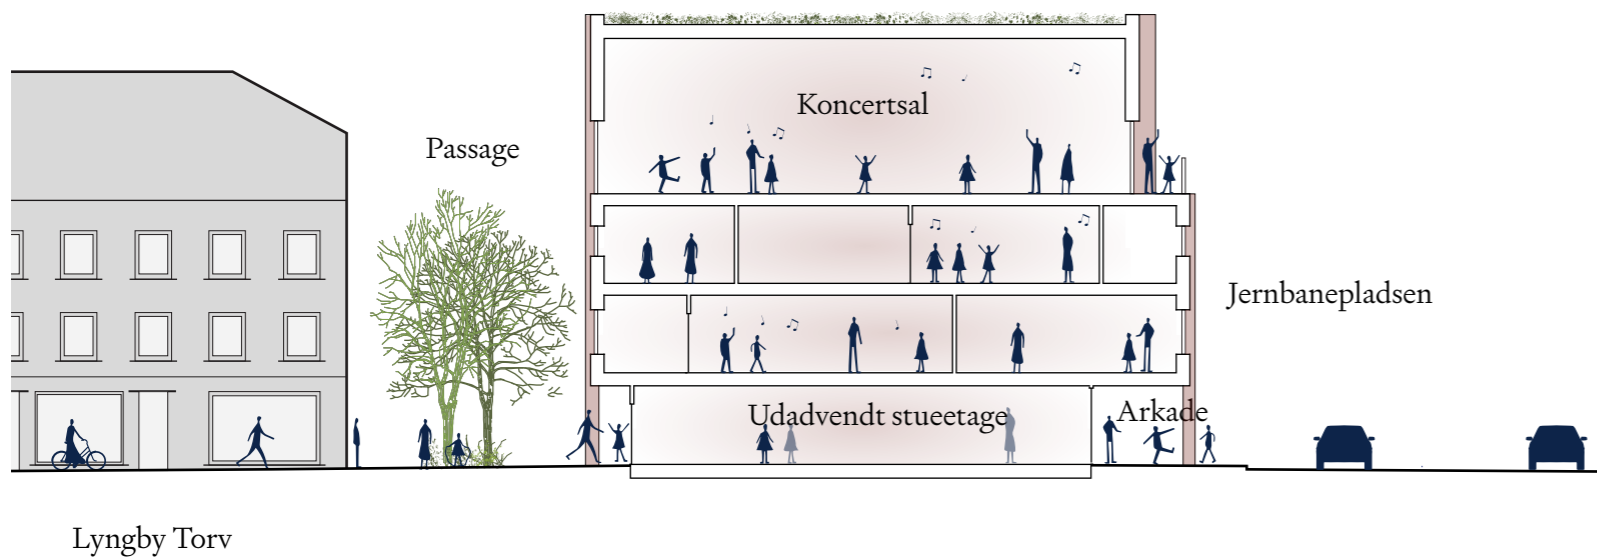 Koncertsal
Passage
Jernbanepladsen
Udadvendt stueetage
Arkade
Lyngby Torv